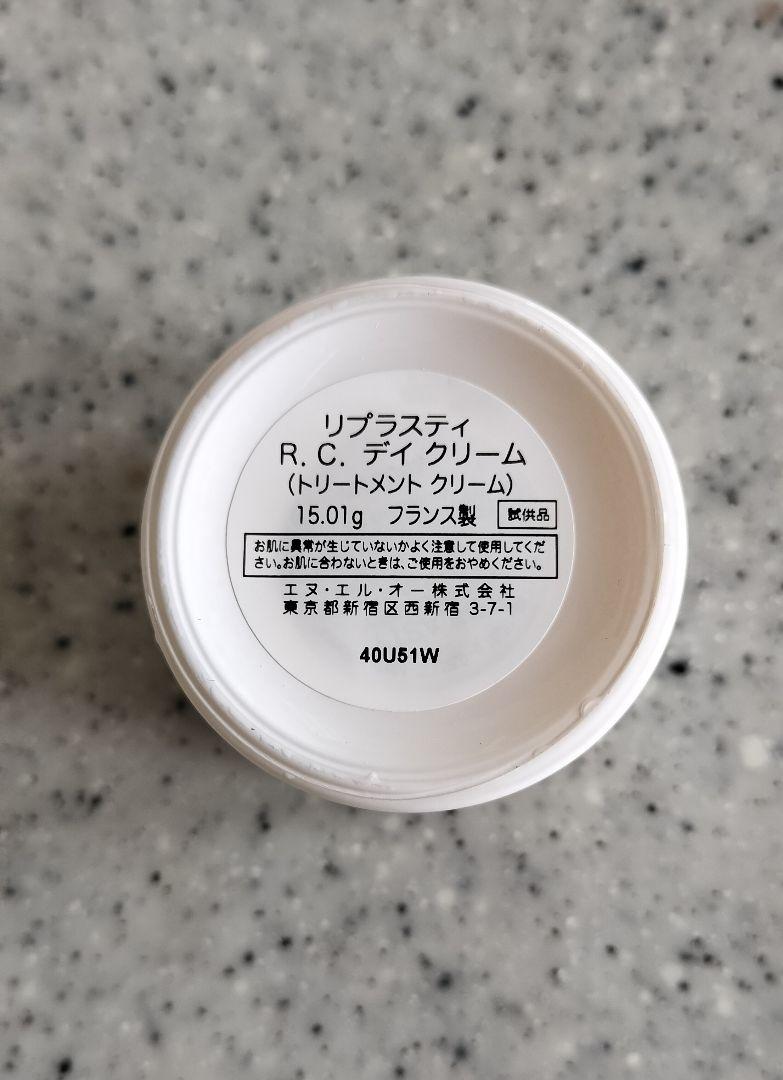 リプラスティ
R.C. デイ クリーム
(トリートメント クリーム)
15.01g フランス製 試供品
お肌に異常が生じていないかよく注意して使用してくだ
さい。お肌に合わないときは、ご使用をおやめください。
エヌ・エル・オー株式会社
東京都新宿区西新宿 3-7-1
40U51W